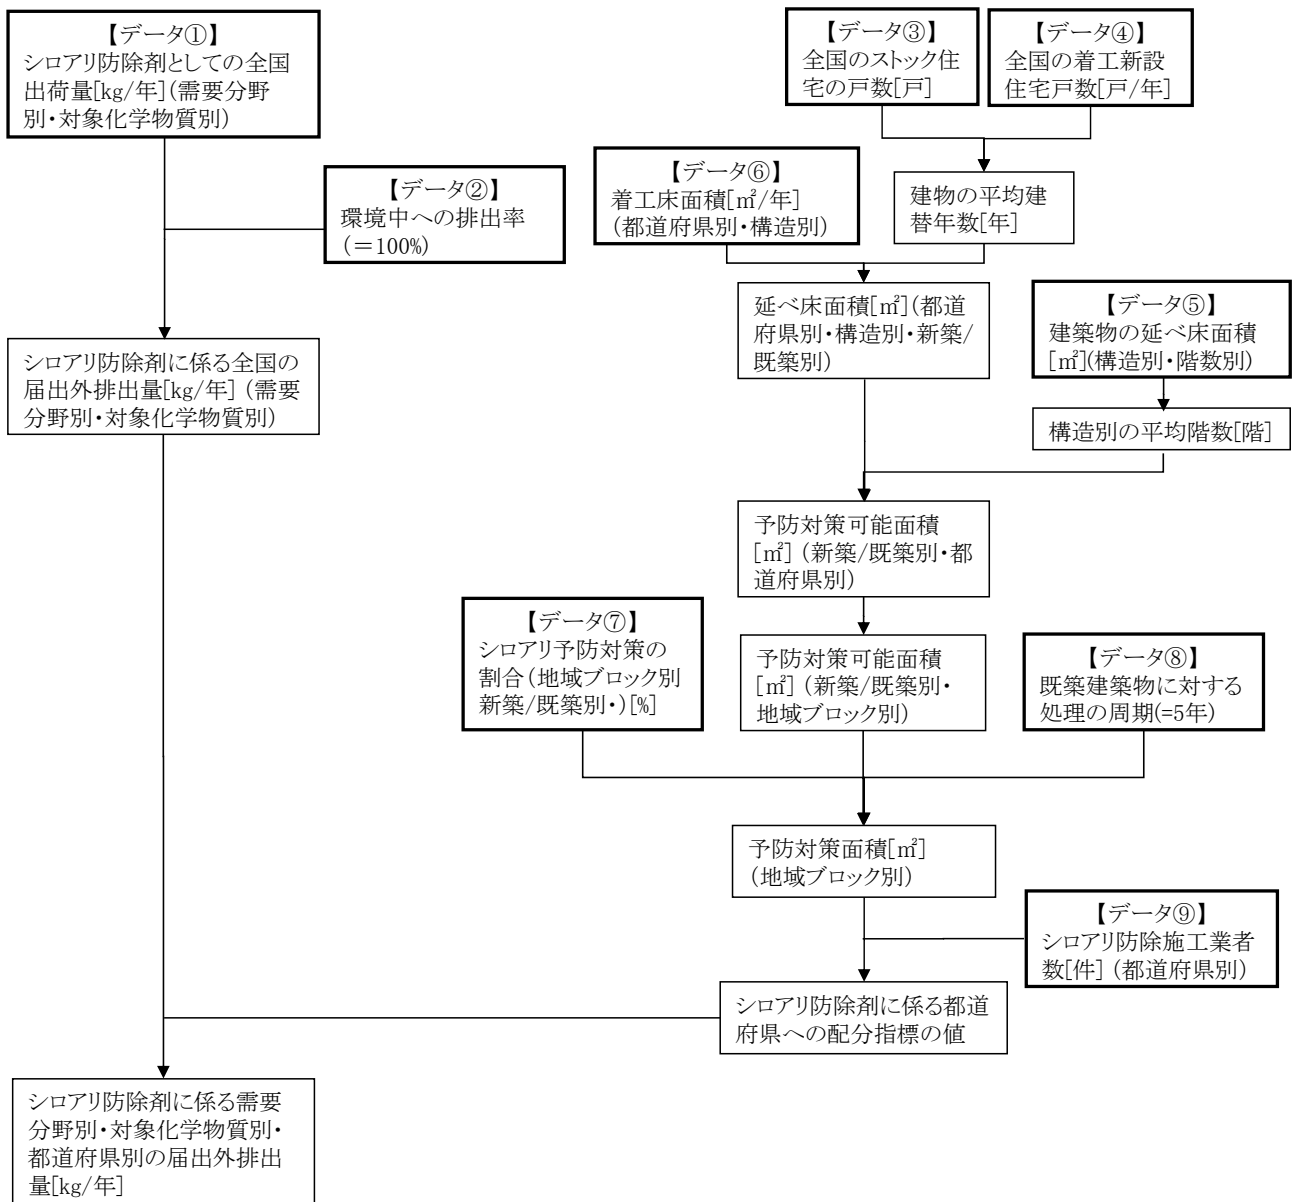 【データ①】
シロアリ防除剤としての全国
出荷量[kg/年](需要分野
別・対象化学物質別)
【データ②】
環境中への排出率
(＝100%)
シロアリ防除剤に係る全国の
届出外排出量[kg/年] (需要
分野別・対象化学物質別)
【データ③】
全国のストック住
宅の戸数[戸]
【データ④】
全国の着工新設
住宅戸数[戸/年]
【データ⑥】
着工床面積[㎡/年]
(都道府県別・構造別)
建物の平均建
替年数[年]
延べ床面積[㎡](都道
府県別・構造別・新築/
既築別)
【データ⑤】
建築物の延べ床面積
[㎡](構造別・階数別)
構造別の平均階数[階]
予防対策可能面積
[㎡] (新築/既築別・都
道府県別)
【データ⑦】
シロアリ予防対策の
割合(地域ブロック別
新築/既築別・)[%]
予防対策可能面積
[㎡] (新築/既築別・
地域ブロック別)
【データ⑧】
既築建築物に対する
処理の周期(=5年)
予防対策面積[㎡]
(地域ブロック別)
【データ⑨】
シロアリ防除施工業者
数[件] (都道府県別)
シロアリ防除剤に係る都道
府県への配分指標の値
シロアリ防除剤に係る需要
分野別・対象化学物質別・
都道府県別の届出外排出
量[kg/年]